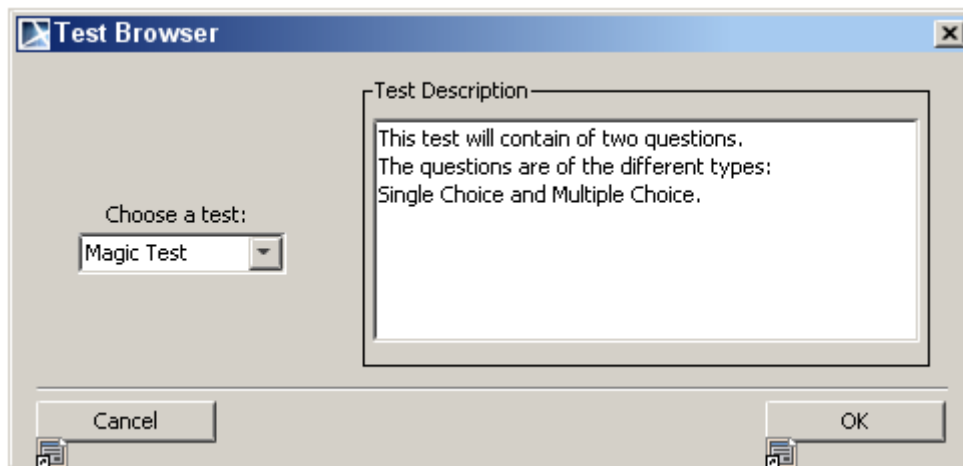 Test Browser
Test Description
This test will contain of two questions.
The questions are of the different types:
Single Choice and Multiple Choice.
Choose a test:
Magic Test
Cancel
OK